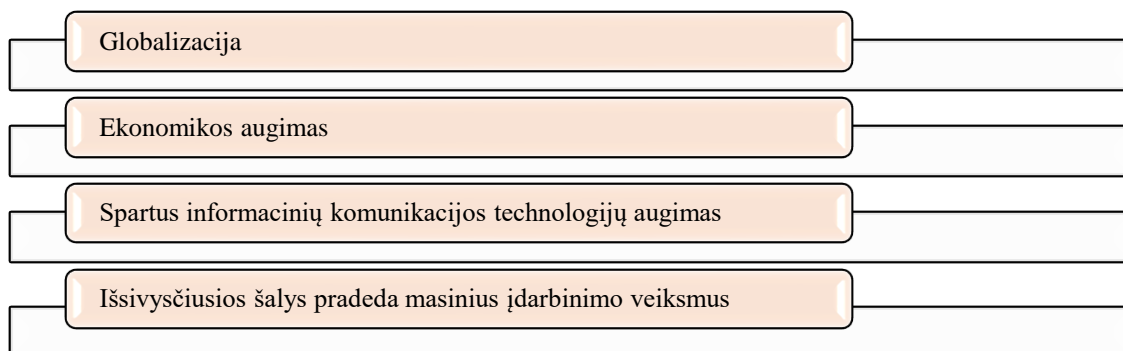 Globalizacija
Ekonomikos augimas
Spartus informacinių komunikacijos technologijų augimas
Išsivysčiusios šalys pradeda masinius įdarbinimo veiksmus